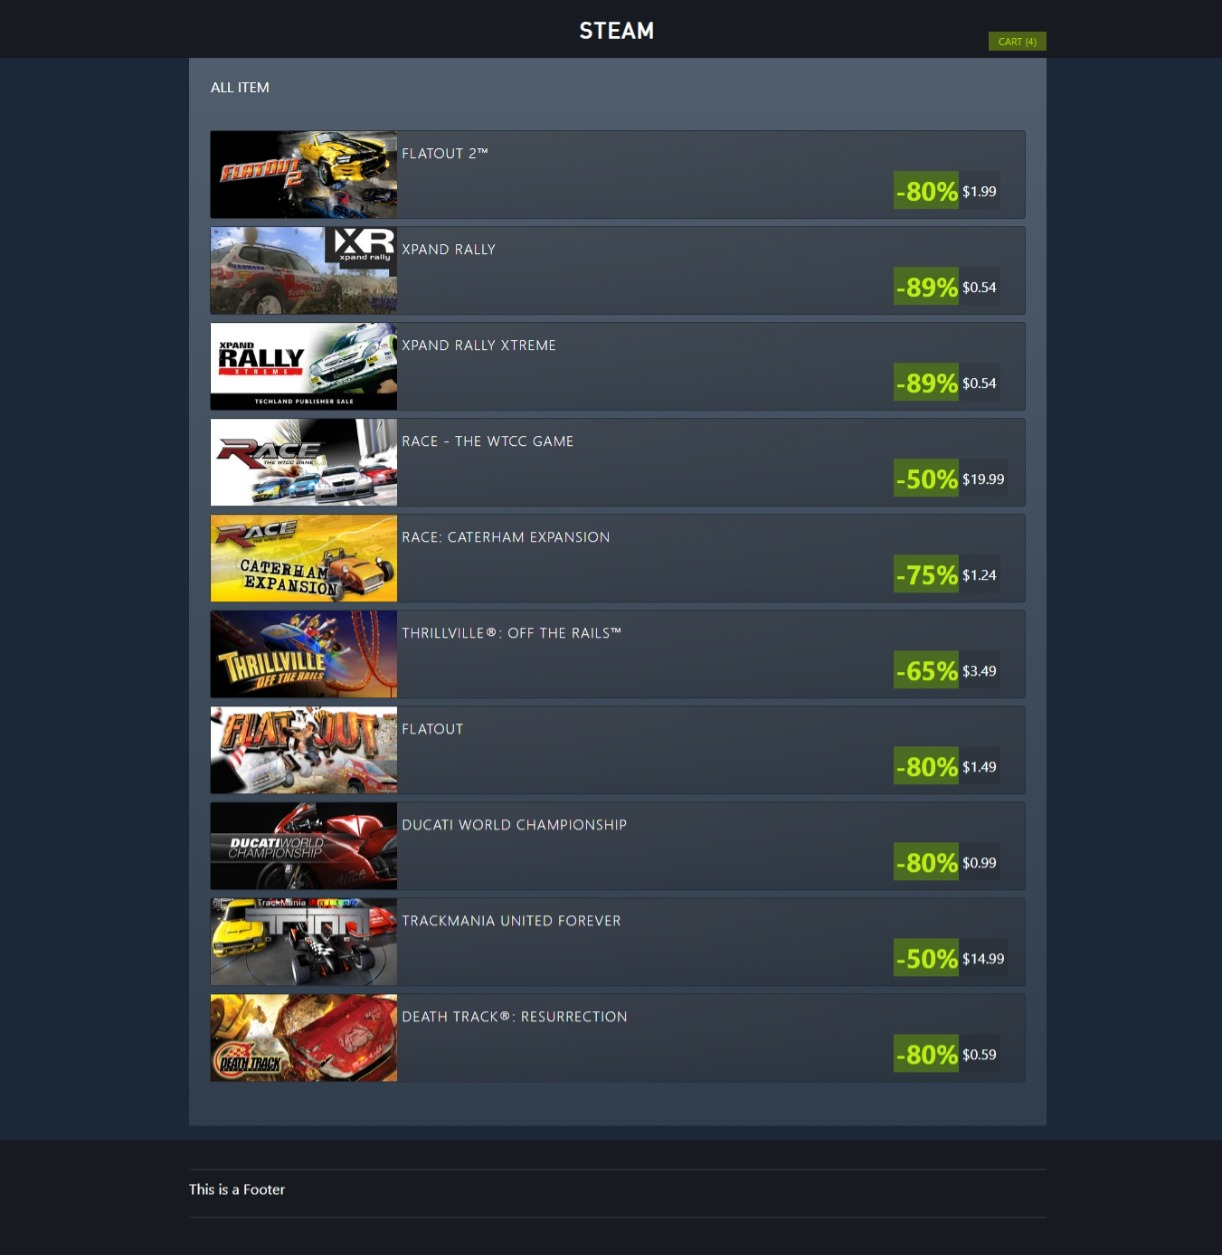 STEAM
CART (4)
ALL ITEM
FLATOUT 2
FLATOUT 2™
-80% $1.99
XR
xpand rally
23
XPAND RALLY
-89% $0.54
XPAND
RALLY
XTREME
TECHLAND PUBLISHER SALE
XPAND RALLY XTREME
-89% $0.54
RACE
THE WTCC GAME
RACE - THE WTCC GAME
-50% $19.99
RACE
THE WTCC GAME
CATERHAM
EXPANSION
RACE: CATERHAM EXPANSION
-75% $1.24
THRILLVILLE
OFF THE RAILS
THRILLVILLE®: OFF THE RAILS™
-65% $3.49
FLATOUT
FLATOUT
-80% $1.49
DUCATI WORLD
CHAMPIONSHIP
DUCATI WORLD CHAMPIONSHIP
-80% $0.99
TrackMania United
TRACKMANIA UNITED FOREVER
-50% $14.99
DEATH TRACK
DEATH TRACK®: RESURRECTION
-80% $0.59
This is a Footer